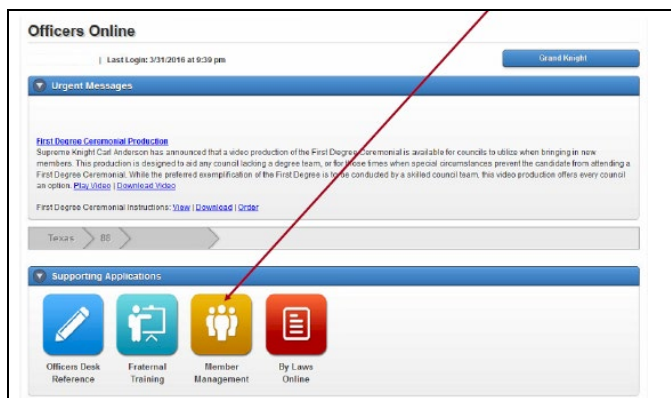 Officers Online
| Last Login: 3/31/2016 at 9:39 pm
Grand Knight
Urgent Messages
First Degree Ceremonial Production
Supreme Knight Carl Anderson has announced that a video production of the First Degree Ceremonial is available for councils to utilize when bringing in new
members. This production is designed to aid any council lacking a degree team, or for those times when special circumstances prevent the candidate from attending a
First Degree Ceremonial. While the preferred exemplification of the First Degree is to be conducted by a skilled council team, this video production offers every council
an option. Play Video | Download Video
First Degree Ceremonial Instructions: View | Download | Order
Texas
Supporting Applications
Officers Desk
Reference
Fraternal
Training
Member
Management
By Laws
Online